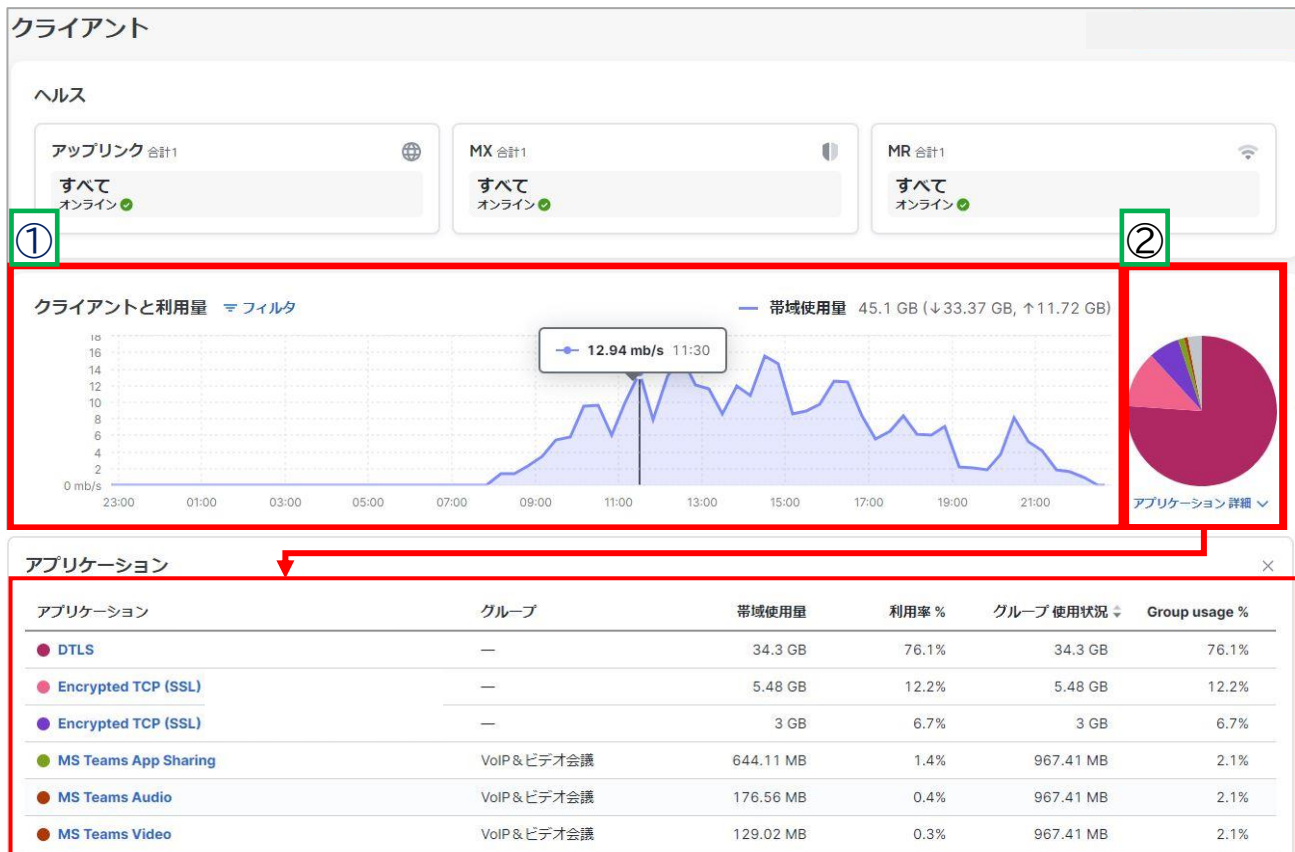 クライアント
ヘルス
アップリンク 合計1
すべて
オンライン
MX 合計1
すべて
オンライン
MR 合計1
すべて
オンライン
①
②
クライアントと利用量 フィルタ
帯域使用量 45.1 GB (↓33.37 GB, ↑11.72 GB)
12.94 mb/s 11:30
18
16
14
12
10
8
6
4
2
0 mb/s
23:00 01:00 03:00 05:00 07:00 09:00 11:00 13:00 15:00 17:00 19:00 21:00
アプリケーション 詳細
アプリケーション ×
アプリケーション グループ 帯域使用量 利用率 % グループ 使用状況 Group usage %
DTLS — 34.3 GB 76.1% 34.3 GB 76.1%
Encrypted TCP (SSL) — 5.48 GB 12.2% 5.48 GB 12.2%
Encrypted TCP (SSL) — 3 GB 6.7% 3 GB 6.7%
MS Teams App Sharing VoIP&ビデオ会議 644.11 MB 1.4% 967.41 MB 2.1%
MS Teams Audio VoIP&ビデオ会議 176.56 MB 0.4% 967.41 MB 2.1%
MS Teams Video VoIP&ビデオ会議 129.02 MB 0.3% 967.41 MB 2.1%